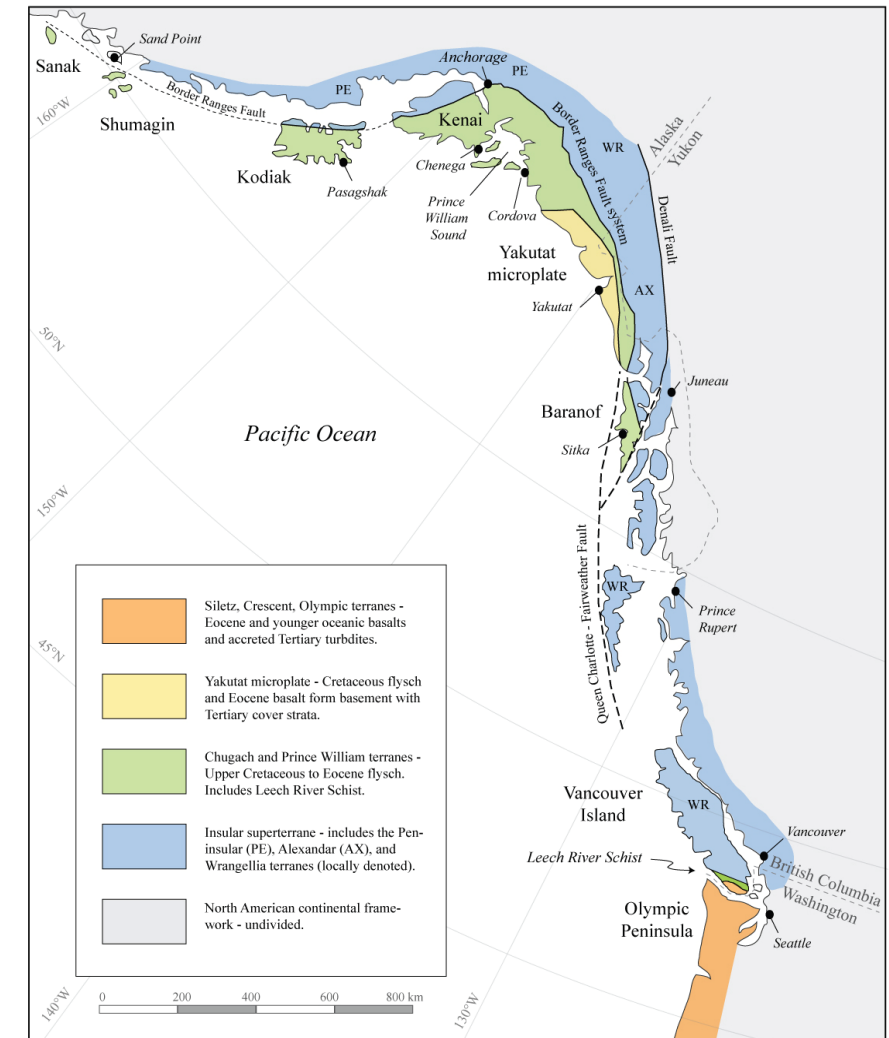 Sand Point
Sanak
160°W
Shumagin
Border Ranges Fault
PE
Anchorage
PE
Kenai
Kodiak
Pasagshak
Chenega
Prince
William
Sound
Cordova
Border Ranges Fault system
WR
Alaska
Yukon
Denali Fault
Yakutat
microplate
Yakutat
AX
50°N
Juneau
Baranof
Sitka
Pacific Ocean
150°W
Queen Charlotte - Fairweather Fault
WR
Prince
Rupert
45°N
Siletz, Crescent, Olympic terranes -
Eocene and younger oceanic basalts
and accreted Tertiary turbdites.
Yakutat microplate - Cretaceous flysch
and Eocene basalt form basement with
Tertiary cover strata.
Chugach and Prince William terranes -
Upper Cretaceous to Eocene flysch.
Includes Leech River Schist.
Insular superterrane - includes the Pen-
insular (PE), Alexandar (AX), and
Wrangellia terranes (locally denoted).
North American continental frame-
work - undivided.
Vancouver
Island
WR
Vancouver
Leech River Schist
British Columbia
Washington
Olympic
Peninsula
Seattle
0 200 400 600 800 km
140°W
130°W